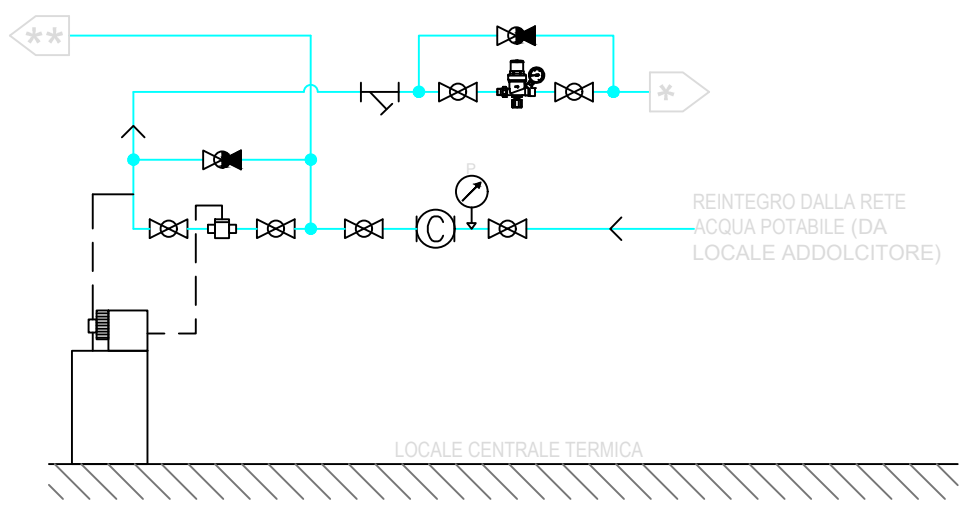 **
*
P
REINTEGRO DALLA RETE
ACQUA POTABILE (DA
LOCALE ADDOLCITORE)
C
LOCALE CENTRALE TERMICA